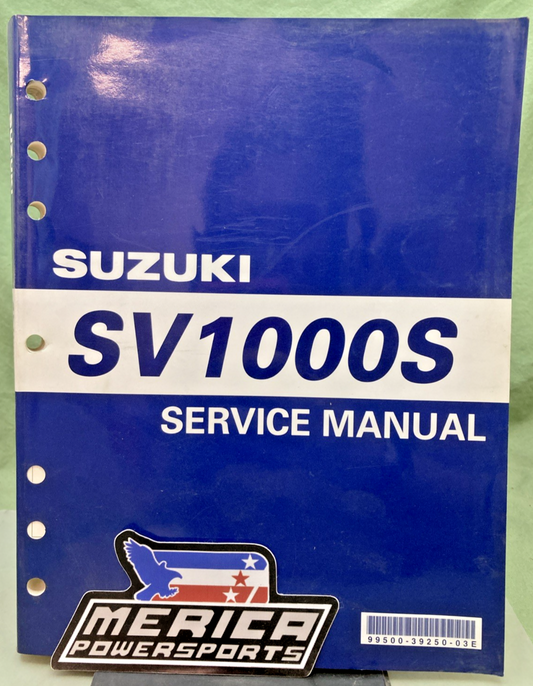 SUZUKI
SV1000S
SERVICE MANUAL
MERICA
POWERSPORTS
99500-39250-03E